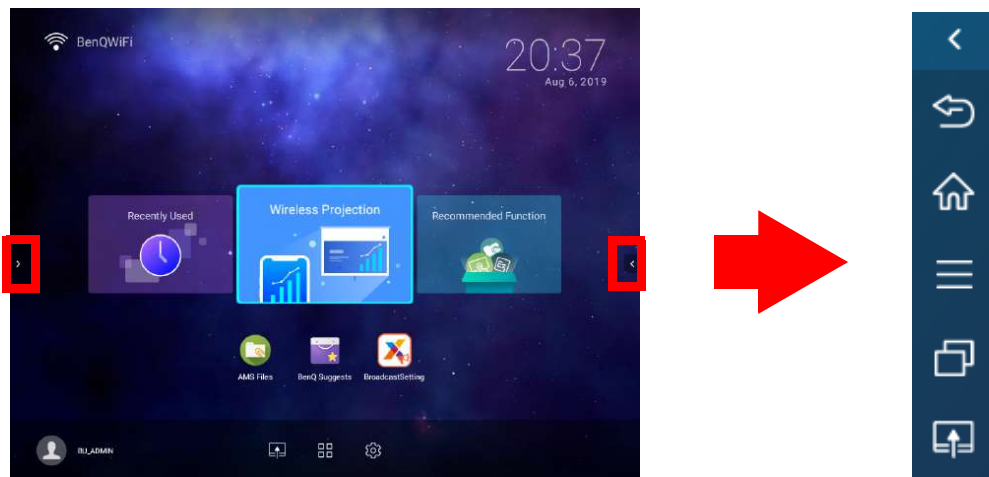 BenQWiFi
20:37
Aug 6, 2019
Recently Used
Wireless Projection
Recommended Function
AMS Files
BenQ Suggests
BroadcastSetting
BU_ADMIN